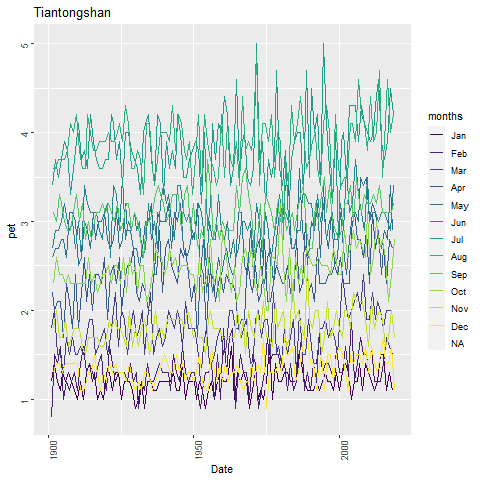 Tiantongshan
pet
5
4
3
2
1
1900
1950
2000
Date
months
Jan
Feb
Mar
Apr
May
Jun
Jul
Aug
Sep
Oct
Nov
Dec
NA